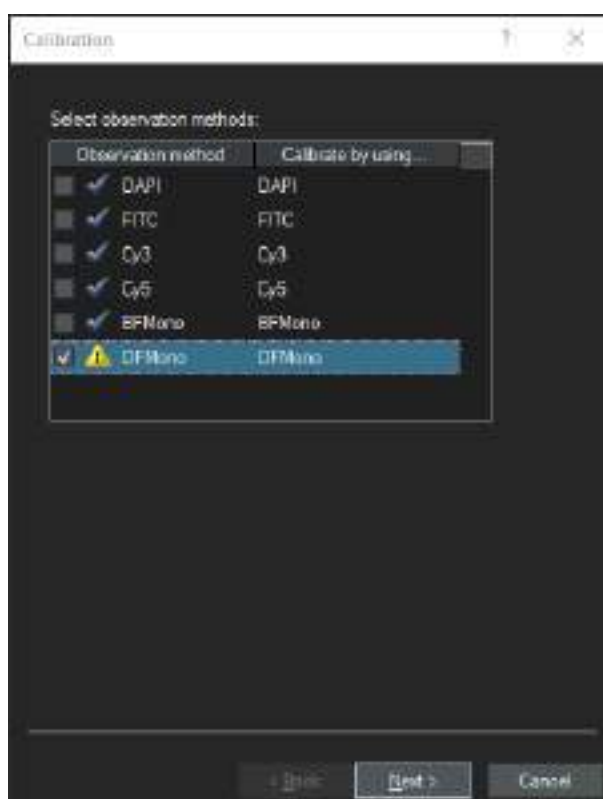 Calibration ?
Select observation methods:
Observation method Calibrate by using...
DAPI DAPI
FITC FITC
Cy3 Cy3
Cy5 Cy5
BFMono BFMono
DFMono DFMono
< Back Next > Cancel